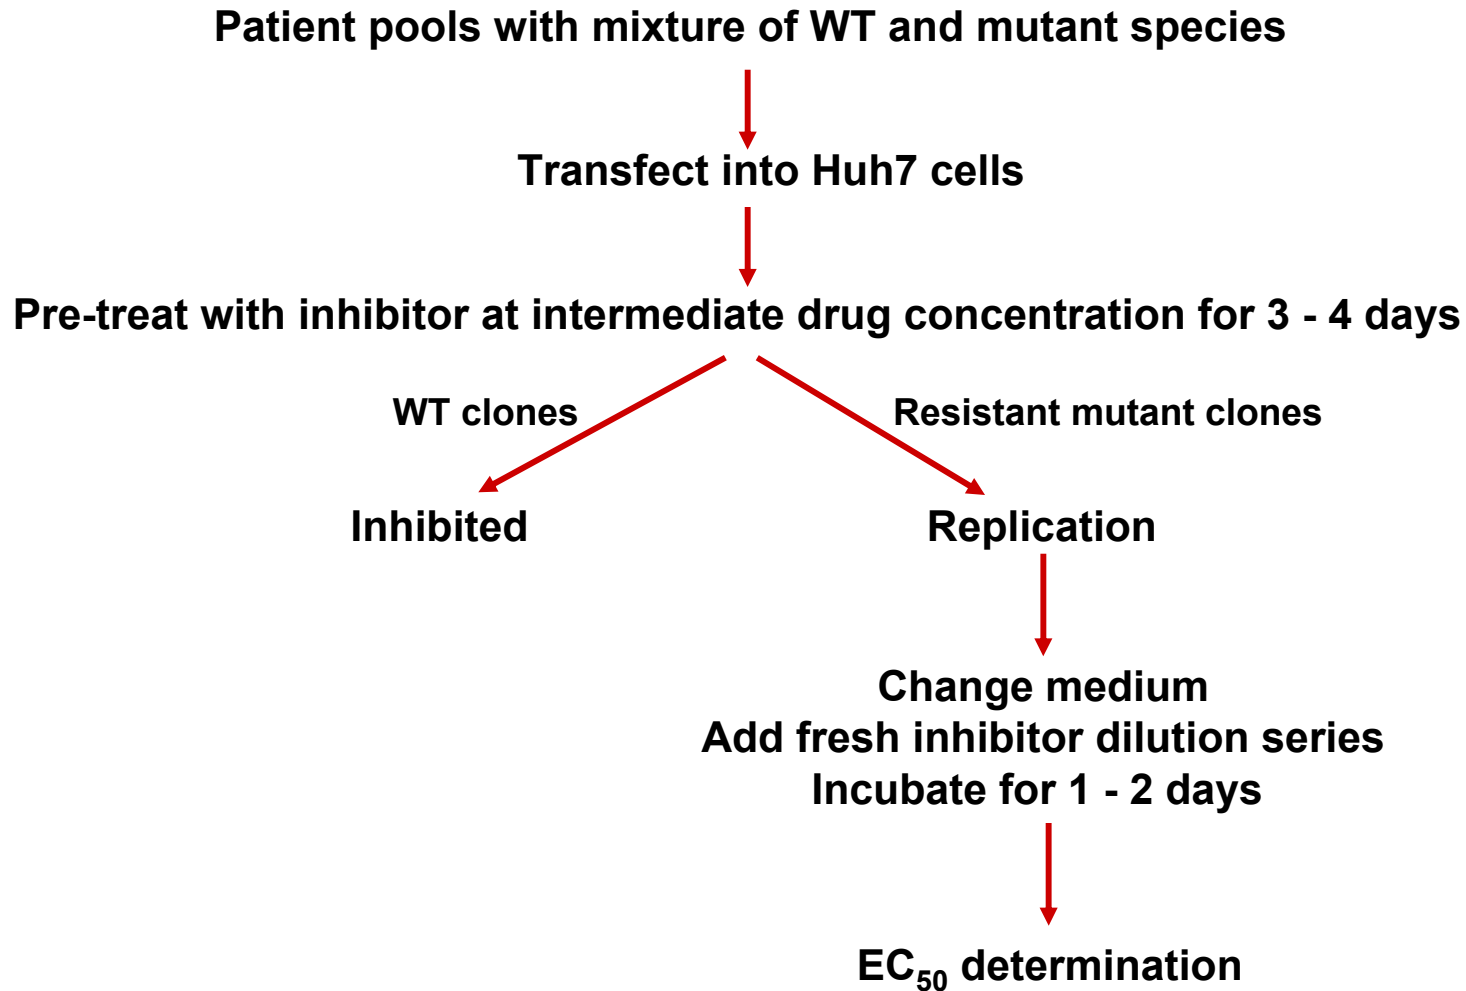 Patient pools with mixture of WT and mutant species
Transfect into Huh7 cells
Pre-treat with inhibitor at intermediate drug concentration for 3 - 4 days
WT clones
Resistant mutant clones
Inhibited
Replication
Change medium
Add fresh inhibitor dilution series
Incubate for 1 - 2 days
EC50 determination